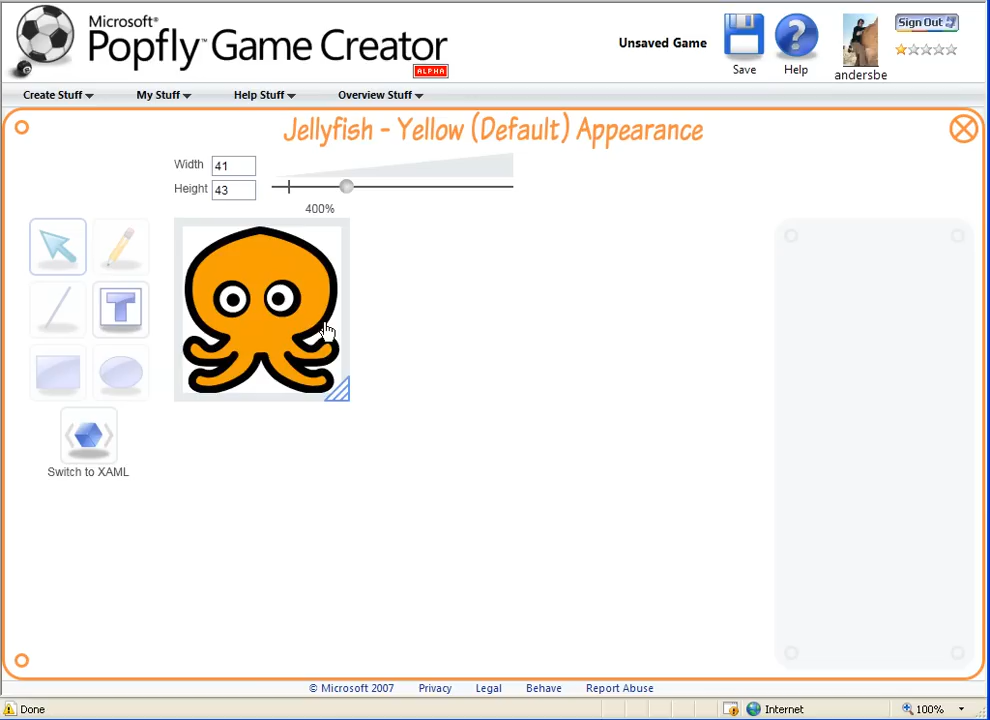 Microsoft®
Popfly™ Game Creator
ALPHA
Unsaved Game
Save
Help
andersbe
Sign Out
Create Stuff
My Stuff
Help Stuff
Overview Stuff
Jellyfish - Yellow (Default) Appearance
Width 41
Height 43
400%
T
Switch to XAML
© Microsoft 2007 Privacy Legal Behave Report Abuse
Done
Internet
100%